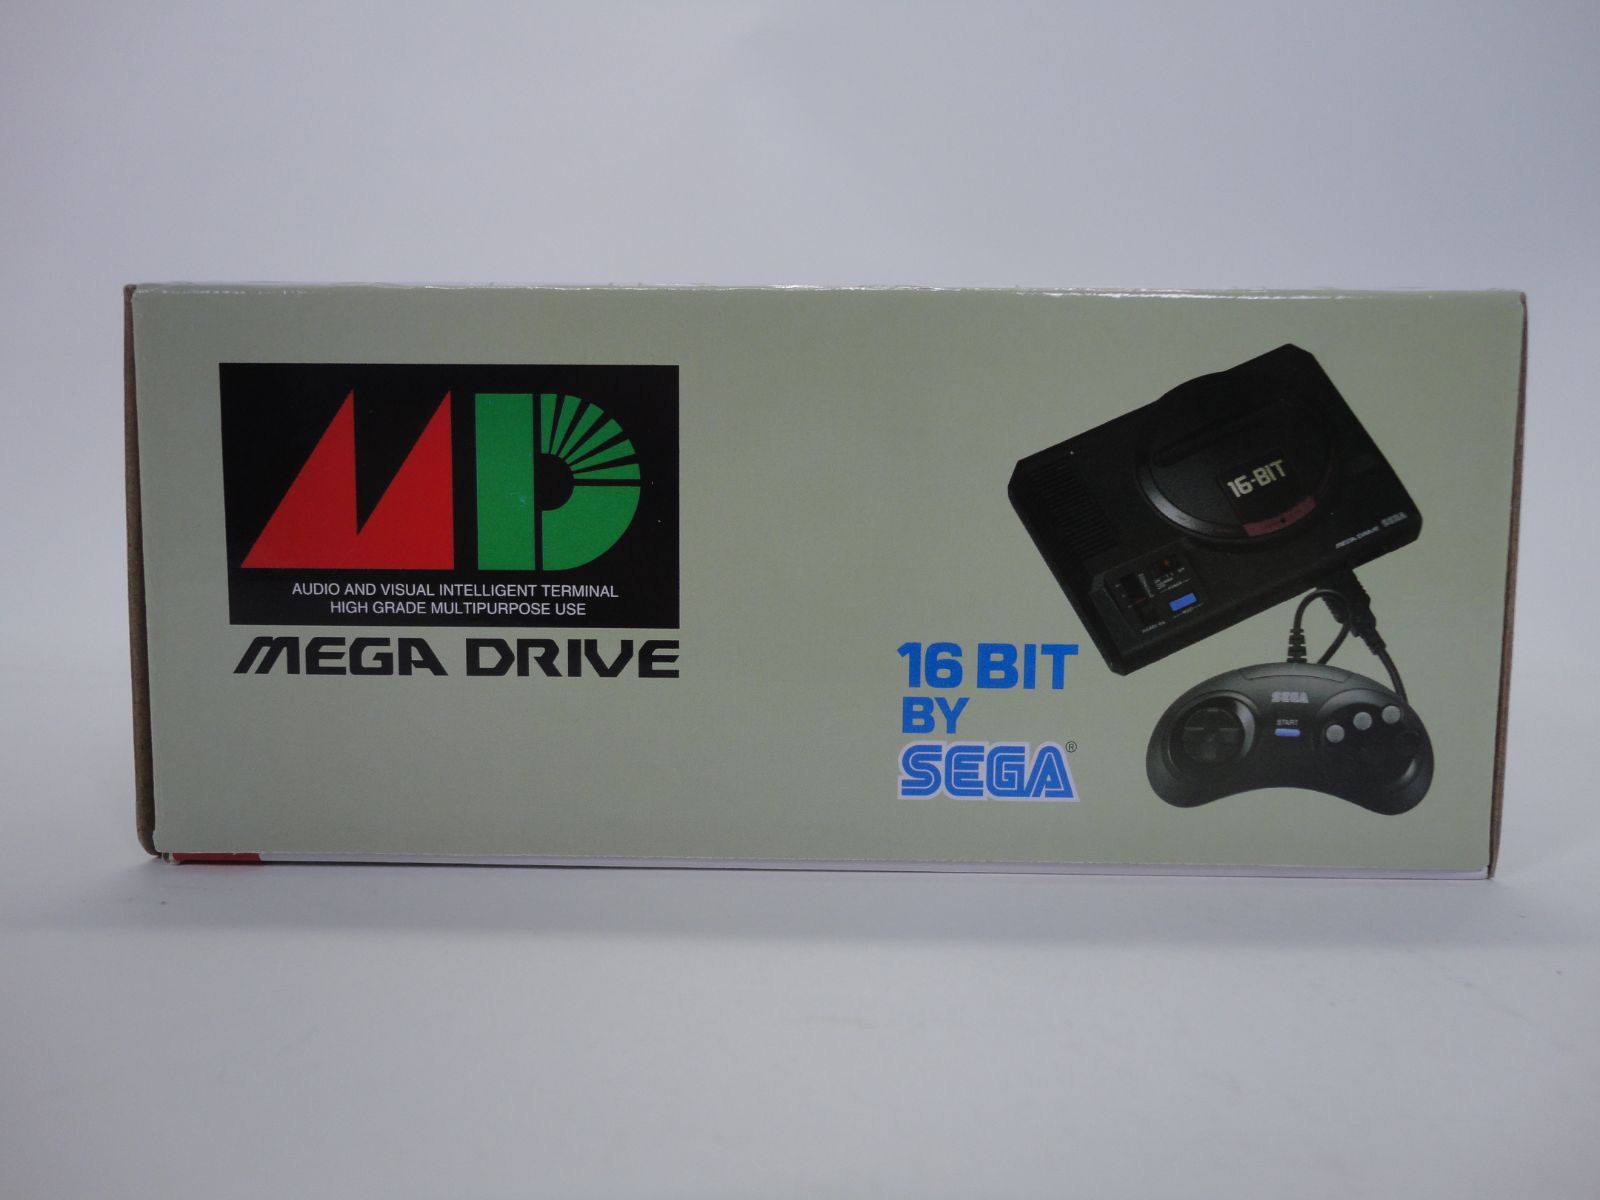 MD
AUDIO AND VISUAL INTELLIGENT TERMINAL
HIGH GRADE MULTIPURPOSE USE
MEGA DRIVE
16 BIT
BY
SEGA®
16-BIT
MEGA DRIVE SEGA
SEGA
START